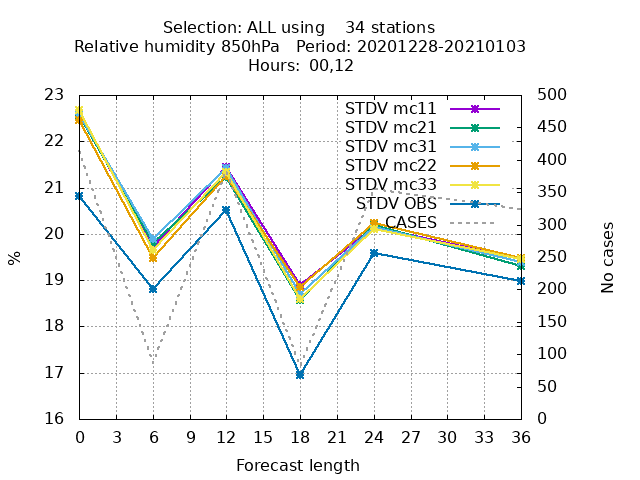 Selection: ALL using    34 stations
Relative humidity 850hPa   Period: 20201228-20210103
Hours: 00,12
23
22
21
20
19
18
17
16
%
500
450
400
350
300
250
200
150
100
50
0
No cases
STDV mc11
STDV mc21
STDV mc31
STDV mc22
STDV mc33
STDV OBS
CASES
0 3 6 9 12 15 18 21 24 27 30 33 36
Forecast length